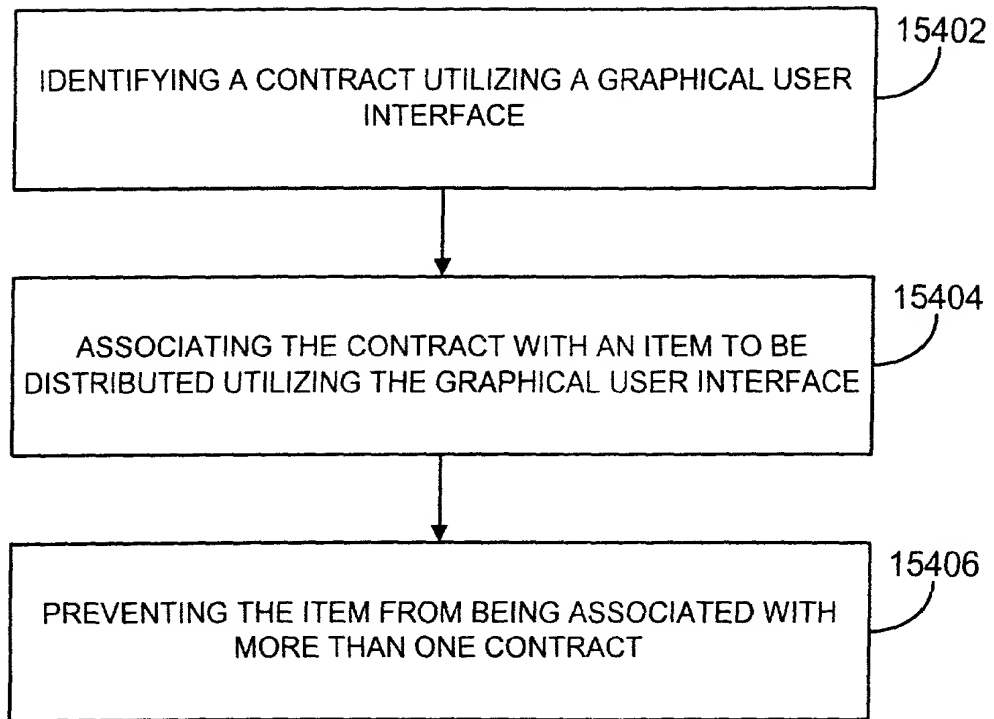 15402
IDENTIFYING A CONTRACT UTILIZING A GRAPHICAL USER
INTERFACE
15404
ASSOCIATING THE CONTRACT WITH AN ITEM TO BE
DISTRIBUTED UTILIZING THE GRAPHICAL USER INTERFACE
15406
PREVENTING THE ITEM FROM BEING ASSOCIATED WITH
MORE THAN ONE CONTRACT